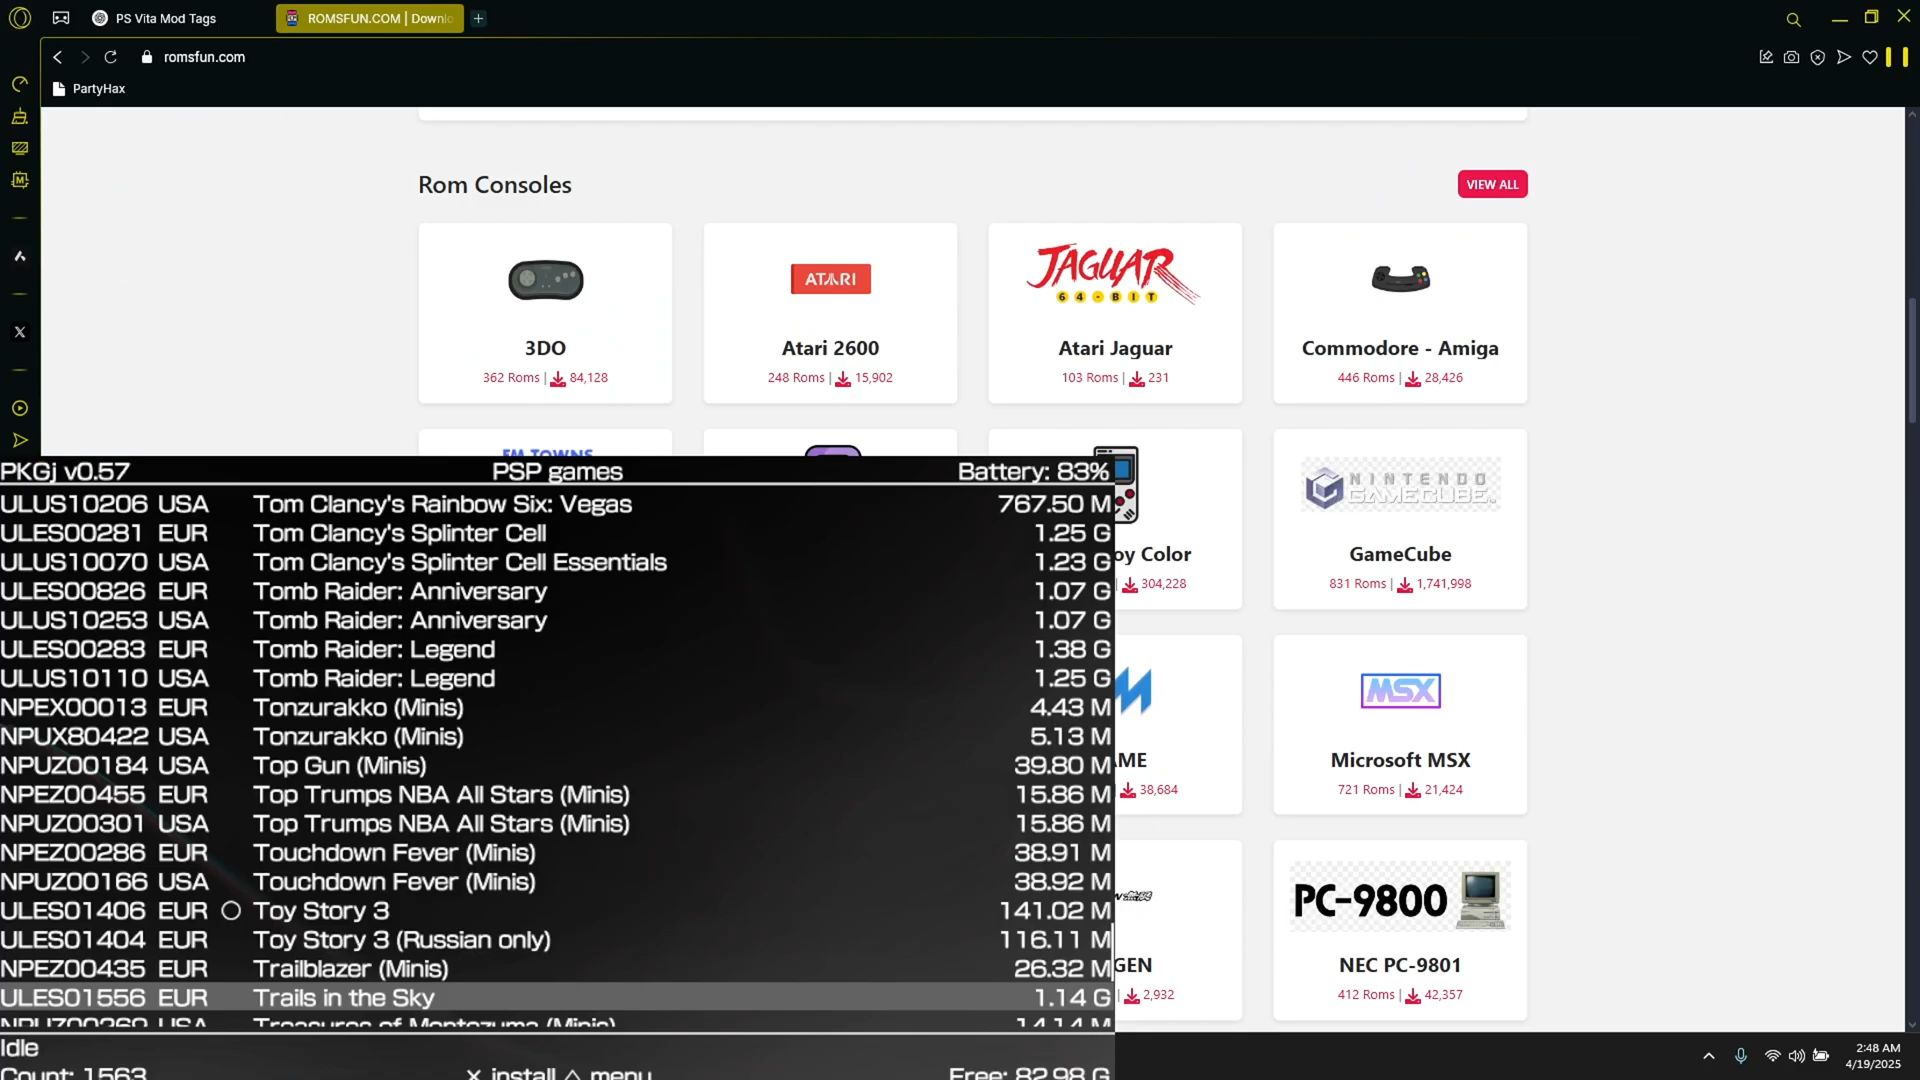 PS Vita Mod Tags
ROMSFUN.COM | Downlo
romsfun.com
PartyHax
Rom Consoles
VIEW ALL
ATARI
JAGUAR
64-BIT
3DO
Atari 2600
Atari Jaguar
Commodore - Amiga
362 Roms | 84,128
248 Roms | 15,902
103 Roms | 231
446 Roms | 28,426
FM TOWNS
NINTENDO
GAMECUBE
oy Color
GameCube
304,228
831 Roms | 1,741,998
MSX
ME
Microsoft MSX
38,684
721 Roms | 21,424
PC-9800
GEN
NEC PC-9801
2,932
412 Roms | 42,357
PKGj v0.57 PSP games Battery: 83%
ULUS10206 USA Tom Clancy's Rainbow Six: Vegas 767.50 M
ULES00281 EUR Tom Clancy's Splinter Cell 1.25 G
ULUS10070 USA Tom Clancy's Splinter Cell Essentials 1.23 G
ULES00826 EUR Tomb Raider: Anniversary 1.07 G
ULUS10253 USA Tomb Raider: Anniversary 1.07 G
ULES00283 EUR Tomb Raider: Legend 1.38 G
ULUS10110 USA Tomb Raider: Legend 1.25 G
NPEX00013 EUR Tonzurakko (Minis) 4.43 M
NPUX80422 USA Tonzurakko (Minis) 5.13 M
NPUZ00184 USA Top Gun (Minis) 39.80 M
NPEZ00455 EUR Top Trumps NBA All Stars (Minis) 15.86 M
NPUZ00301 USA Top Trumps NBA All Stars (Minis) 15.86 M
NPEZ00286 EUR Touchdown Fever (Minis) 38.91 M
NPUZ00166 USA Touchdown Fever (Minis) 38.92 M
ULES01406 EUR Toy Story 3 141.02 M
ULES01404 EUR Toy Story 3 (Russian only) 116.11 M
NPEZ00435 EUR Trailblazer (Minis) 26.32 M
ULES01556 EUR Trails in the Sky 1.14 G
NPUZ00269 USA Treasures of Montezuma (Minis) 14.14 M
Idle
Count: 1563 X install △ menu Free: 82.98 G
2:48 AM
4/19/2025